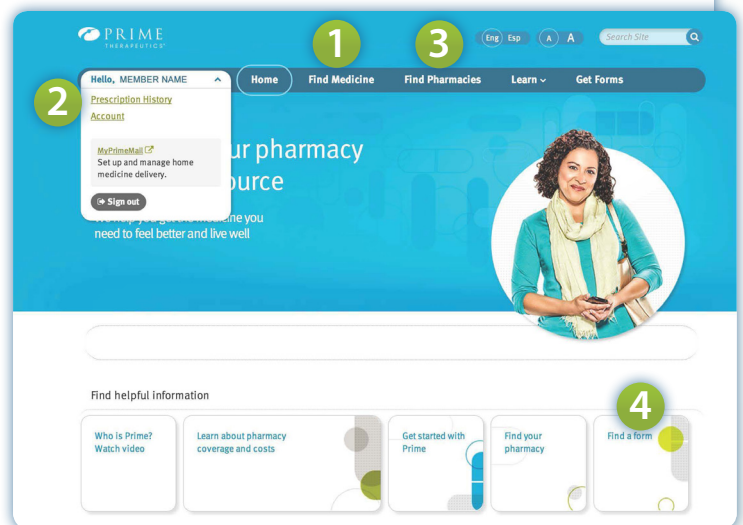 PRIME
THERAPEUTICS®
1
3
Eng Esp A A Search Site
2
Hello, MEMBER NAME
Home Find Medicine Find Pharmacies Learn Get Forms
Prescription History
Account
MyPrimeMail
Set up and manage home
medicine delivery.
Sign out
ur pharmacy
ource
you
need to feel better and live well
Find helpful information
4
Who is Prime?
Watch video
Learn about pharmacy
coverage and costs
Get started with
Prime
Find your
pharmacy
Find a form